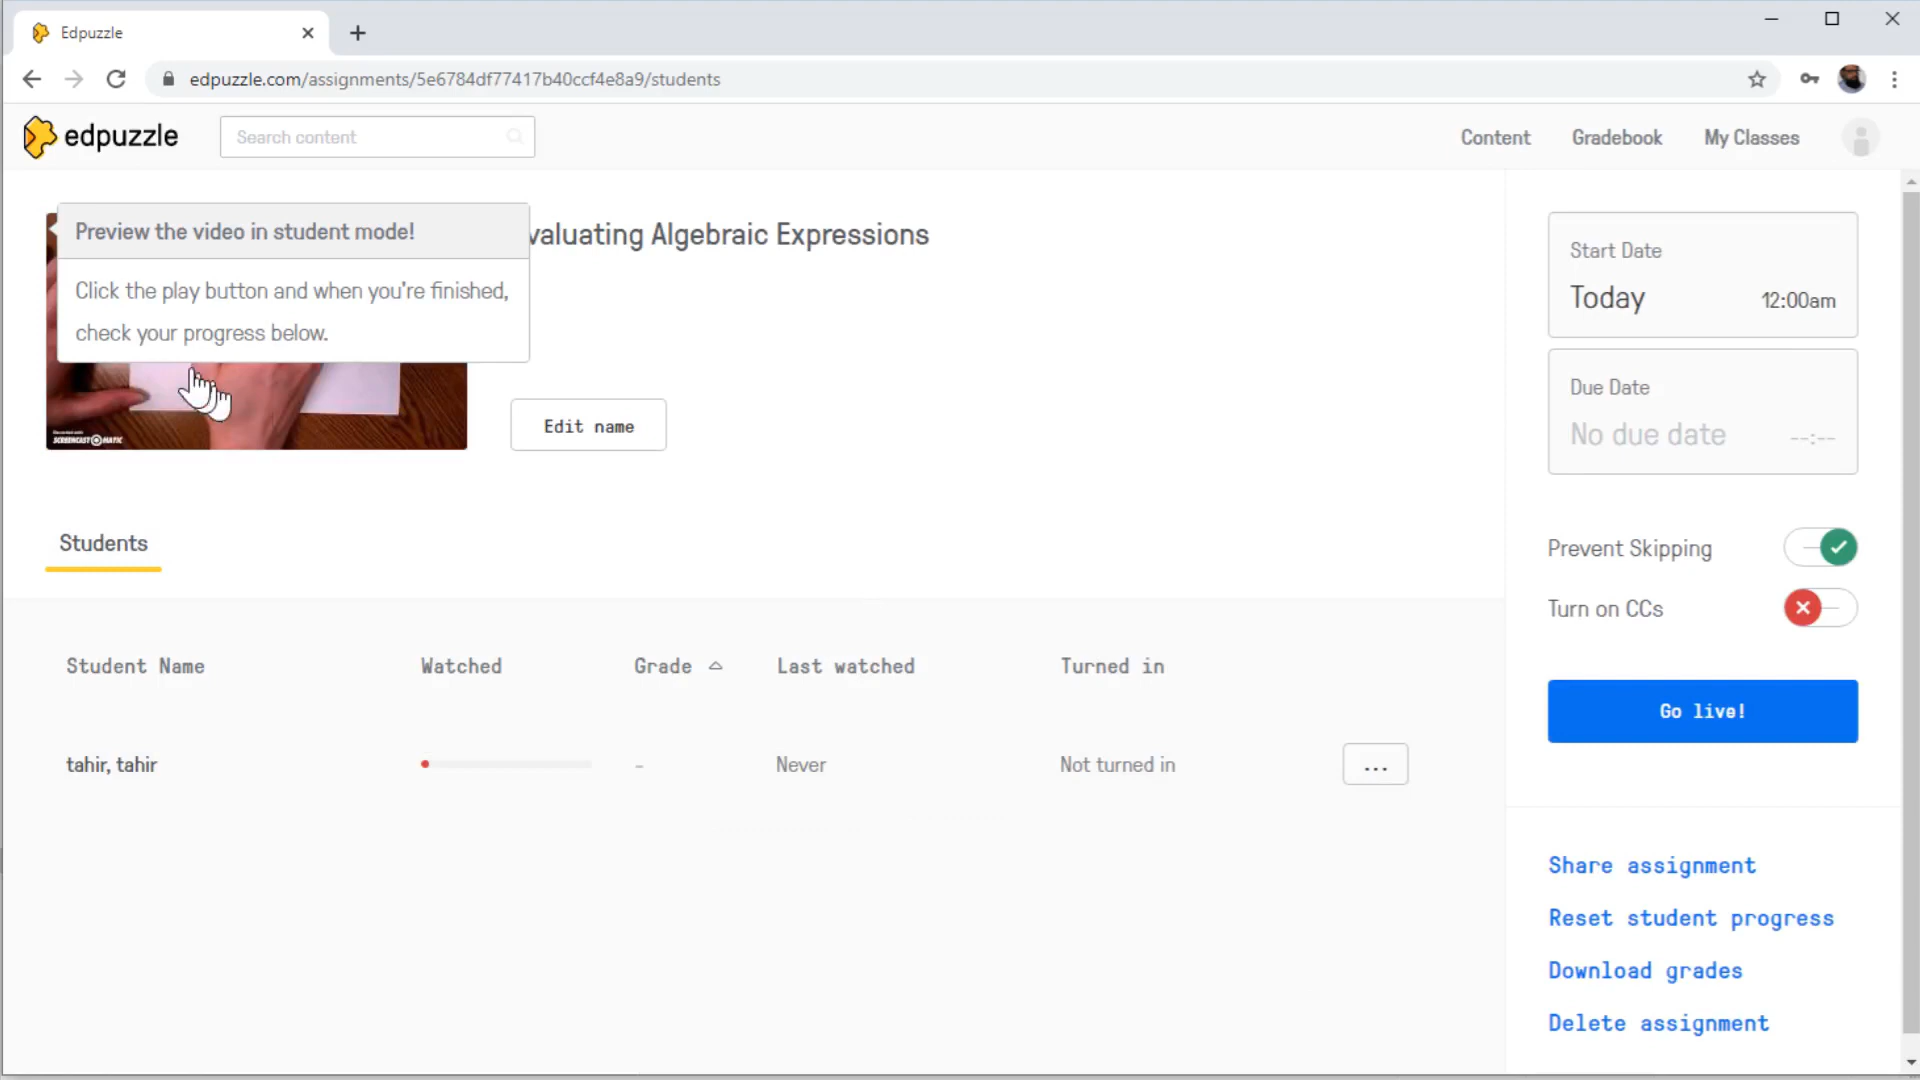 Edpuzzle
edpuzzle.com/assignments/5e6784df77417b40ccf4e8a9/students
edpuzzle
Search content
Content
Gradebook
My Classes
Preview the video in student mode!
Click the play button and when you're finished,
check your progress below.
valuating Algebraic Expressions
SCREENCAST-O-MATIC
Edit name
Start Date
Today 12:00am
Due Date
No due date --:--
Prevent Skipping
Turn on CCs
Go live!
Students
Student Name Watched Grade Last watched Turned in
tahir, tahir - Never Not turned in ...
Share assignment
Reset student progress
Download grades
Delete assignment